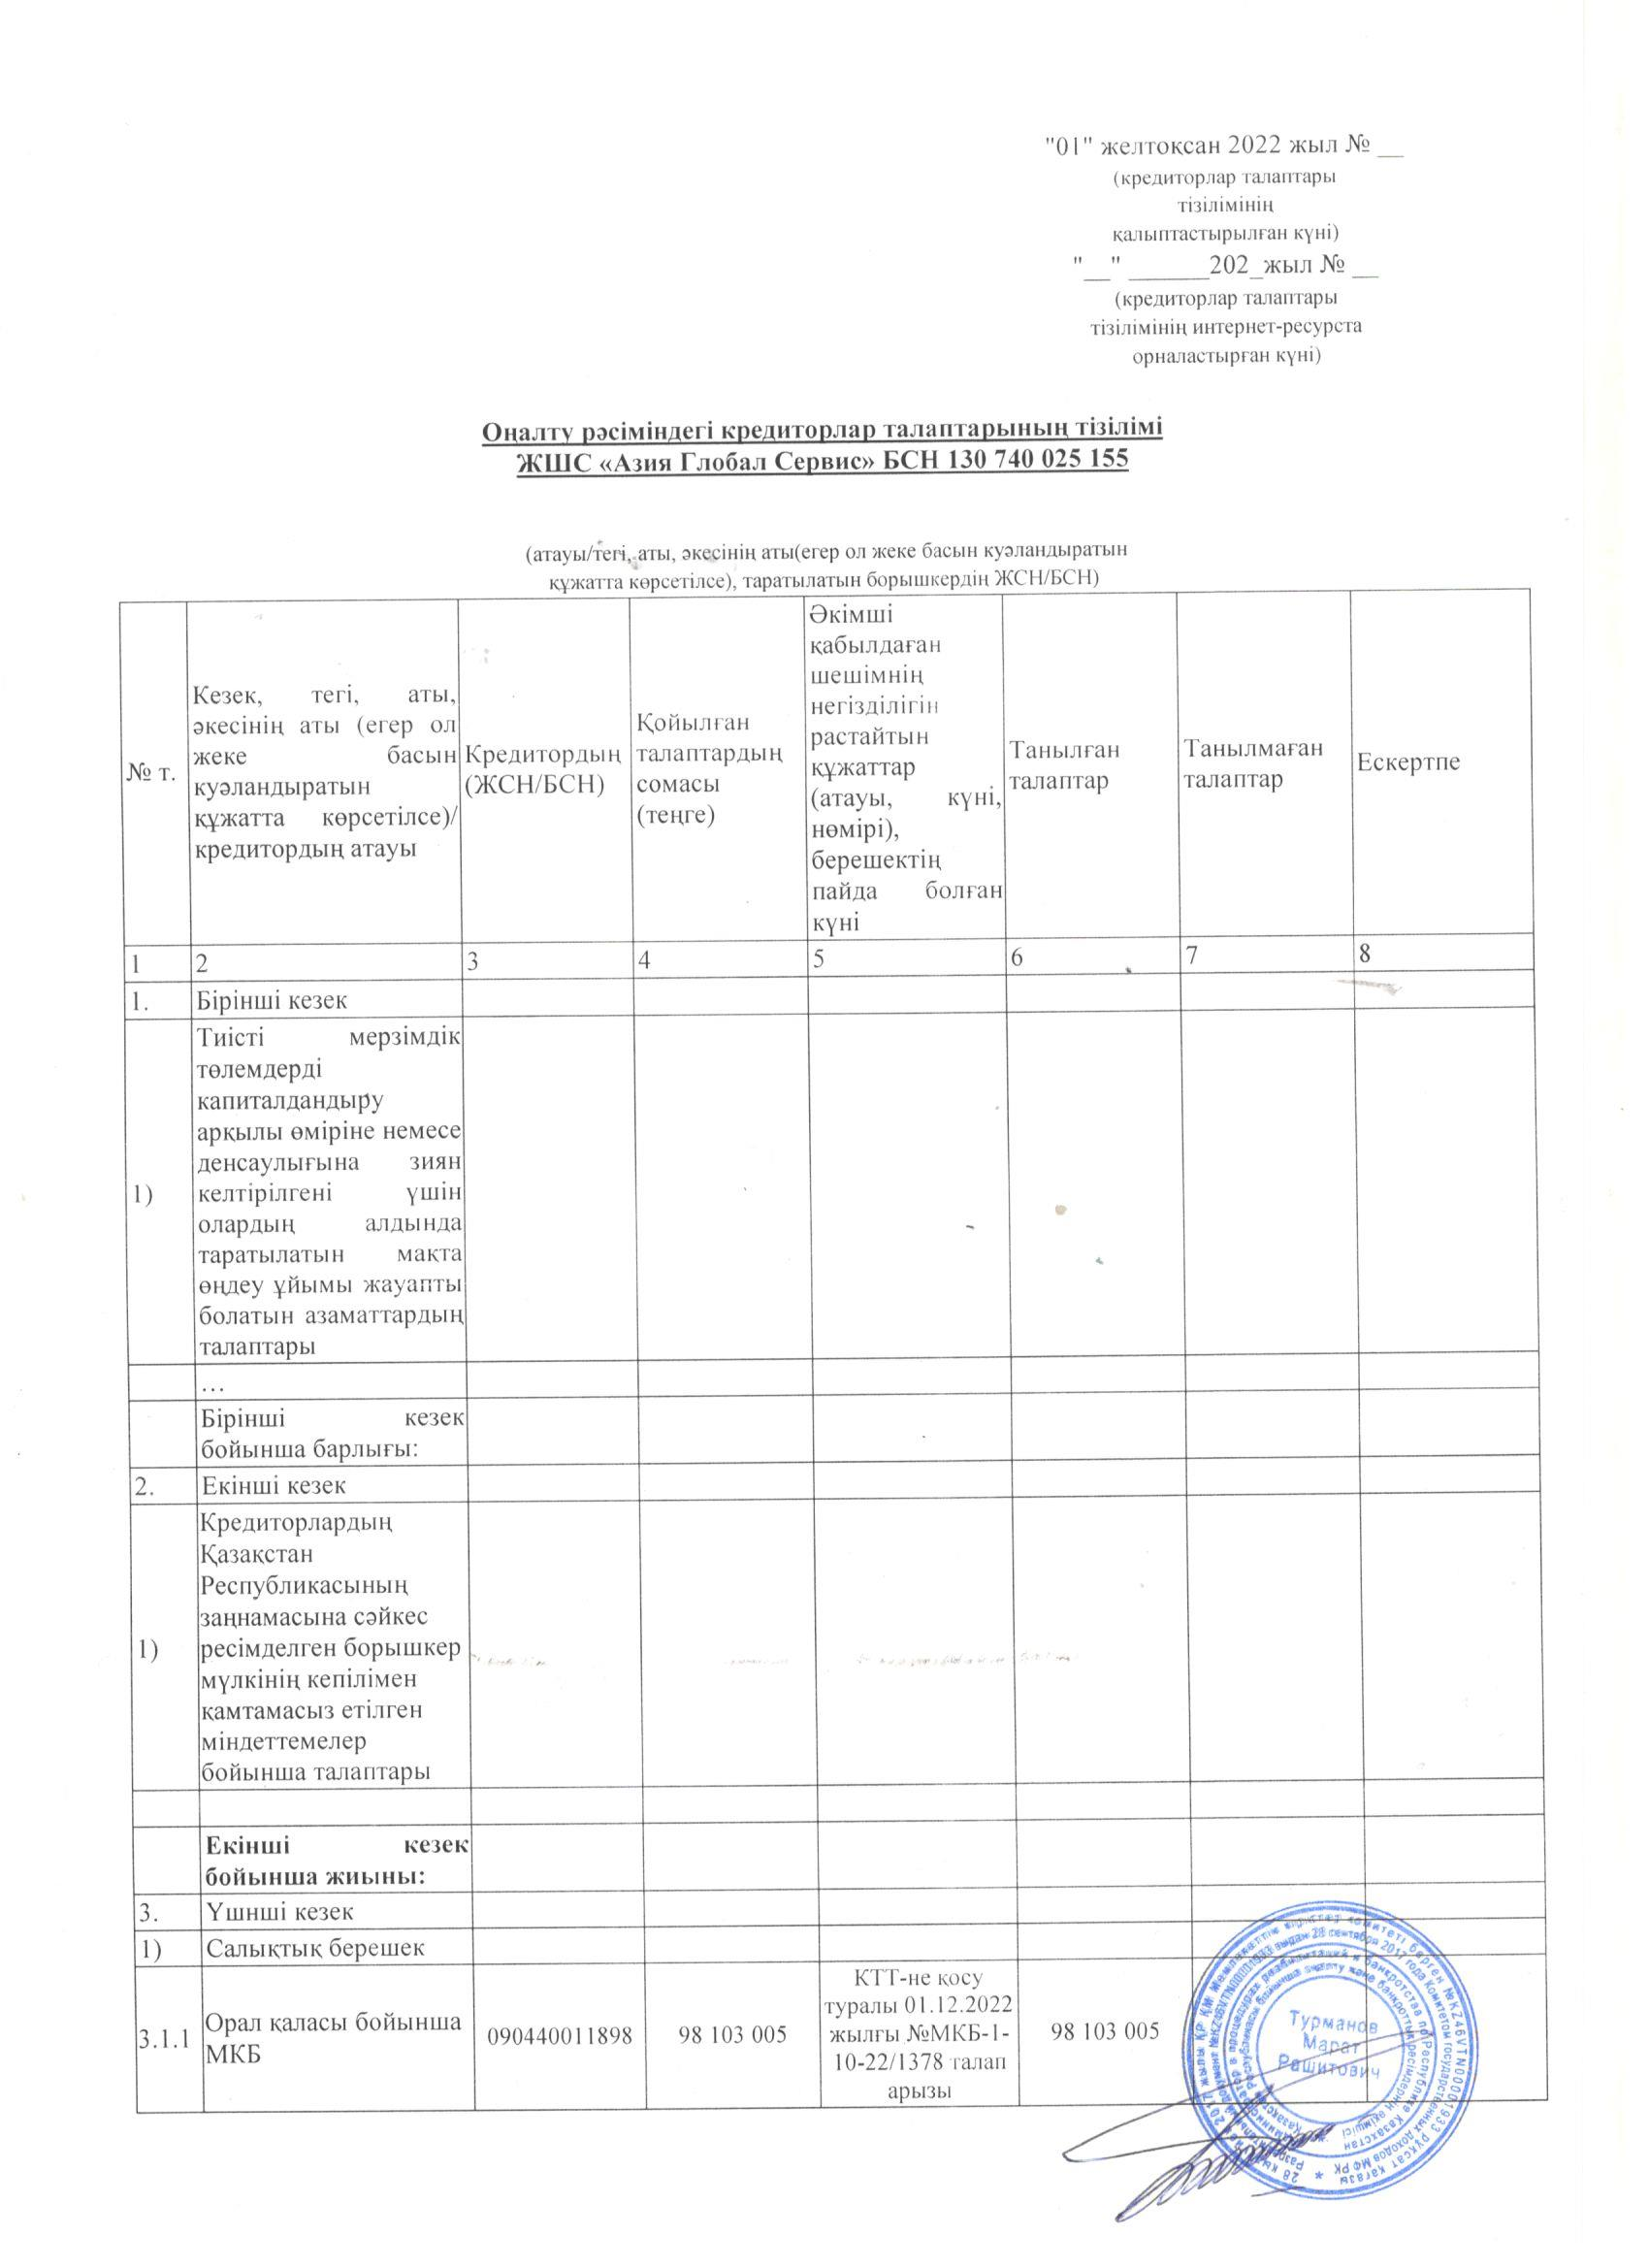 "01" желтоқсан 2022 жыл № __
(кредиторлар талаптары
тізілімінің
қалыптастырылған күні)
"__" ________202_жыл № __
(кредиторлар талаптары
тізілімінің интернет-ресурста
орналастырған күні)
Оңалту рәсіміндегі кредиторлар талаптарының тізілімі
ЖШС «Азия Глобал Сервис» БСН 130 740 025 155
(атауы/тегі, аты, әкесінің аты(егер ол жеке басын куәландыратын
құжатта көрсетілсе), таратылатын борышкердің ЖСН/БСН)
№ т.
Кезек, тегі, аты,
әкесінің аты (егер ол
жеке басын
куәландыратын
құжатта көрсетілсе)/
кредитордың атауы
Кредитордың
(ЖСН/БСН)
Қойылған
талаптардың
сомасы
(теңге)
Әкімші
қабылдаған
шешімнің
негізділігін
растайтын
құжаттар
(атауы, күні,
нөмірі),
берешектің
пайда болған
күні
Танылған
талаптар
Танылмаған
талаптар
Ескертпе
1 2 3 4 5 6 7 8
1. Бірінші кезек
1)
Тиісті мерзімдік
төлемдерді
капиталдандыру
арқылы өміріне немесе
денсаулығына зиян
келтірілгені үшін
олардың алдында
таратылатын мақта
өңдеу ұйымы жауапты
болатын азаматтардың
талаптары
...
Бірінші кезек
бойынша барлығы:
2. Екінші кезек
1)
Кредиторлардың
Қазақстан
Республикасының
заңнамасына сәйкес
ресімделген борышкер
мүлкінің кепілімен
қамтамасыз етілген
міндеттемелер
бойынша талаптары
Екінші кезек
бойынша жиыны:
3. Үшнші кезек
1) Салықтық берешек
3.1.1
Орал қаласы бойынша
МКБ
090440011898
98 103 005
КТТ-не қосу
туралы 01.12.2022
жылғы №МКБ-1-
10-22/1378 талап
арызы
98 103 005
Турманов
Марат
Рашитович